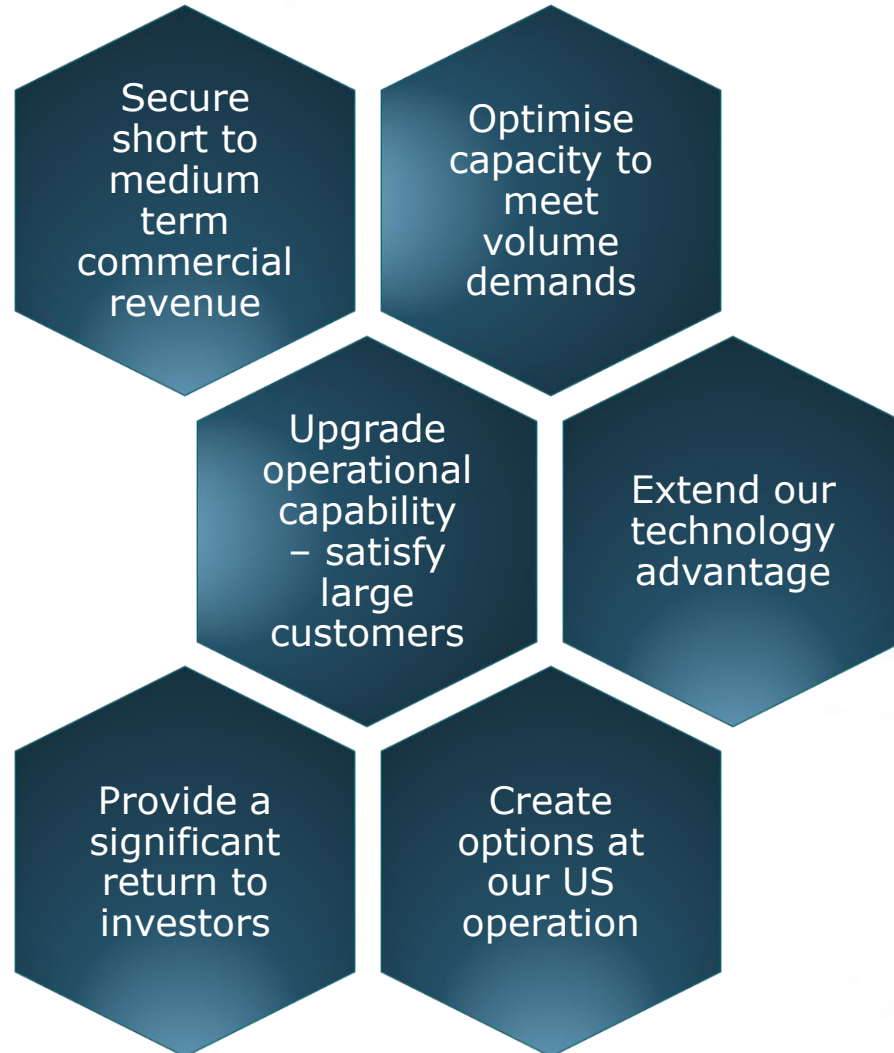 Secure
short to
medium
term
commercial
revenue
Optimise
capacity to
meet
volume
demands
Upgrade
operational
capability
– satisfy
large
customers
Extend our
technology
advantage
Provide a
significant
return to
investors
Create
options at
our US
operation